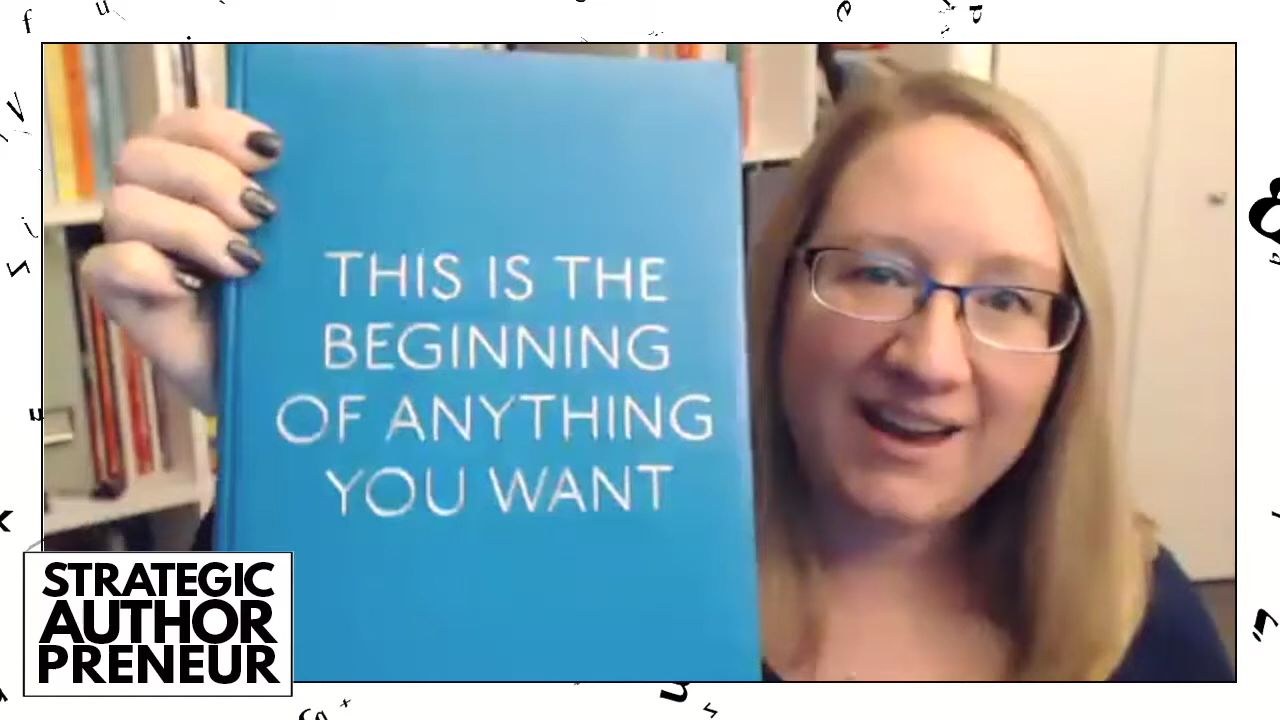 THIS IS THE
BEGINNING
OF ANYTHING
YOU WANT
STRATEGIC
AUTHOR
PRENEUR